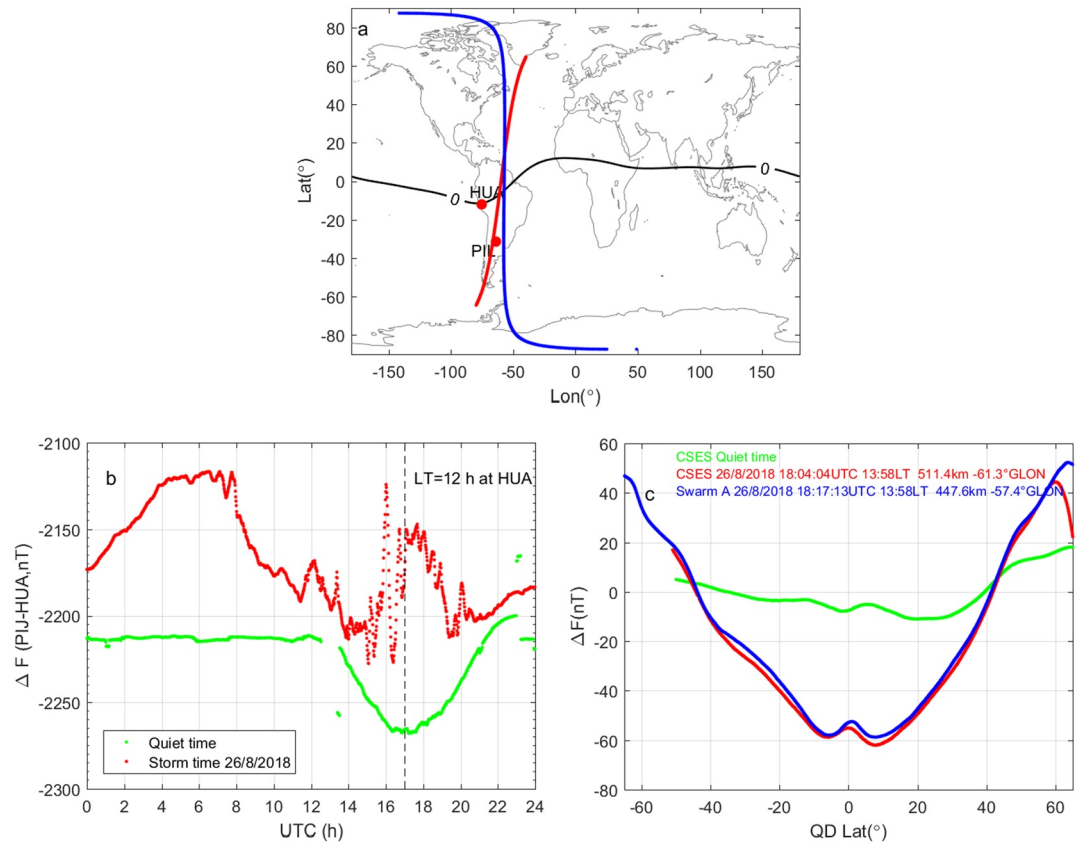 a
80
60
40
20
0
-20
-40
-60
-80
Lat(°)
0
0
HUA
PIL
-150 -100 -50 0 50 100 150
Lon(°)
b
LT=12 h at HUA
-2100
-2150
-2200
-2250
-2300
Δ F (PIJ-HUA,nT)
Quiet time
Storm time 26/8/2018
0 2 4 6 8 10 12 14 16 18 20 22 24
UTC (h)
60
40
20
0
-20
-40
-60
-80
ΔF(nT)
CSES Quiet time
CSES 26/8/2018 18:04:04UTC 13:58LT 511.4km -61.3°GLON
Swarm A 26/8/2018 18:17:13UTC 13:58LT 447.6km -57.4°GLON
c
-60 -40 -20 0 20 40 60
QD Lat(°)